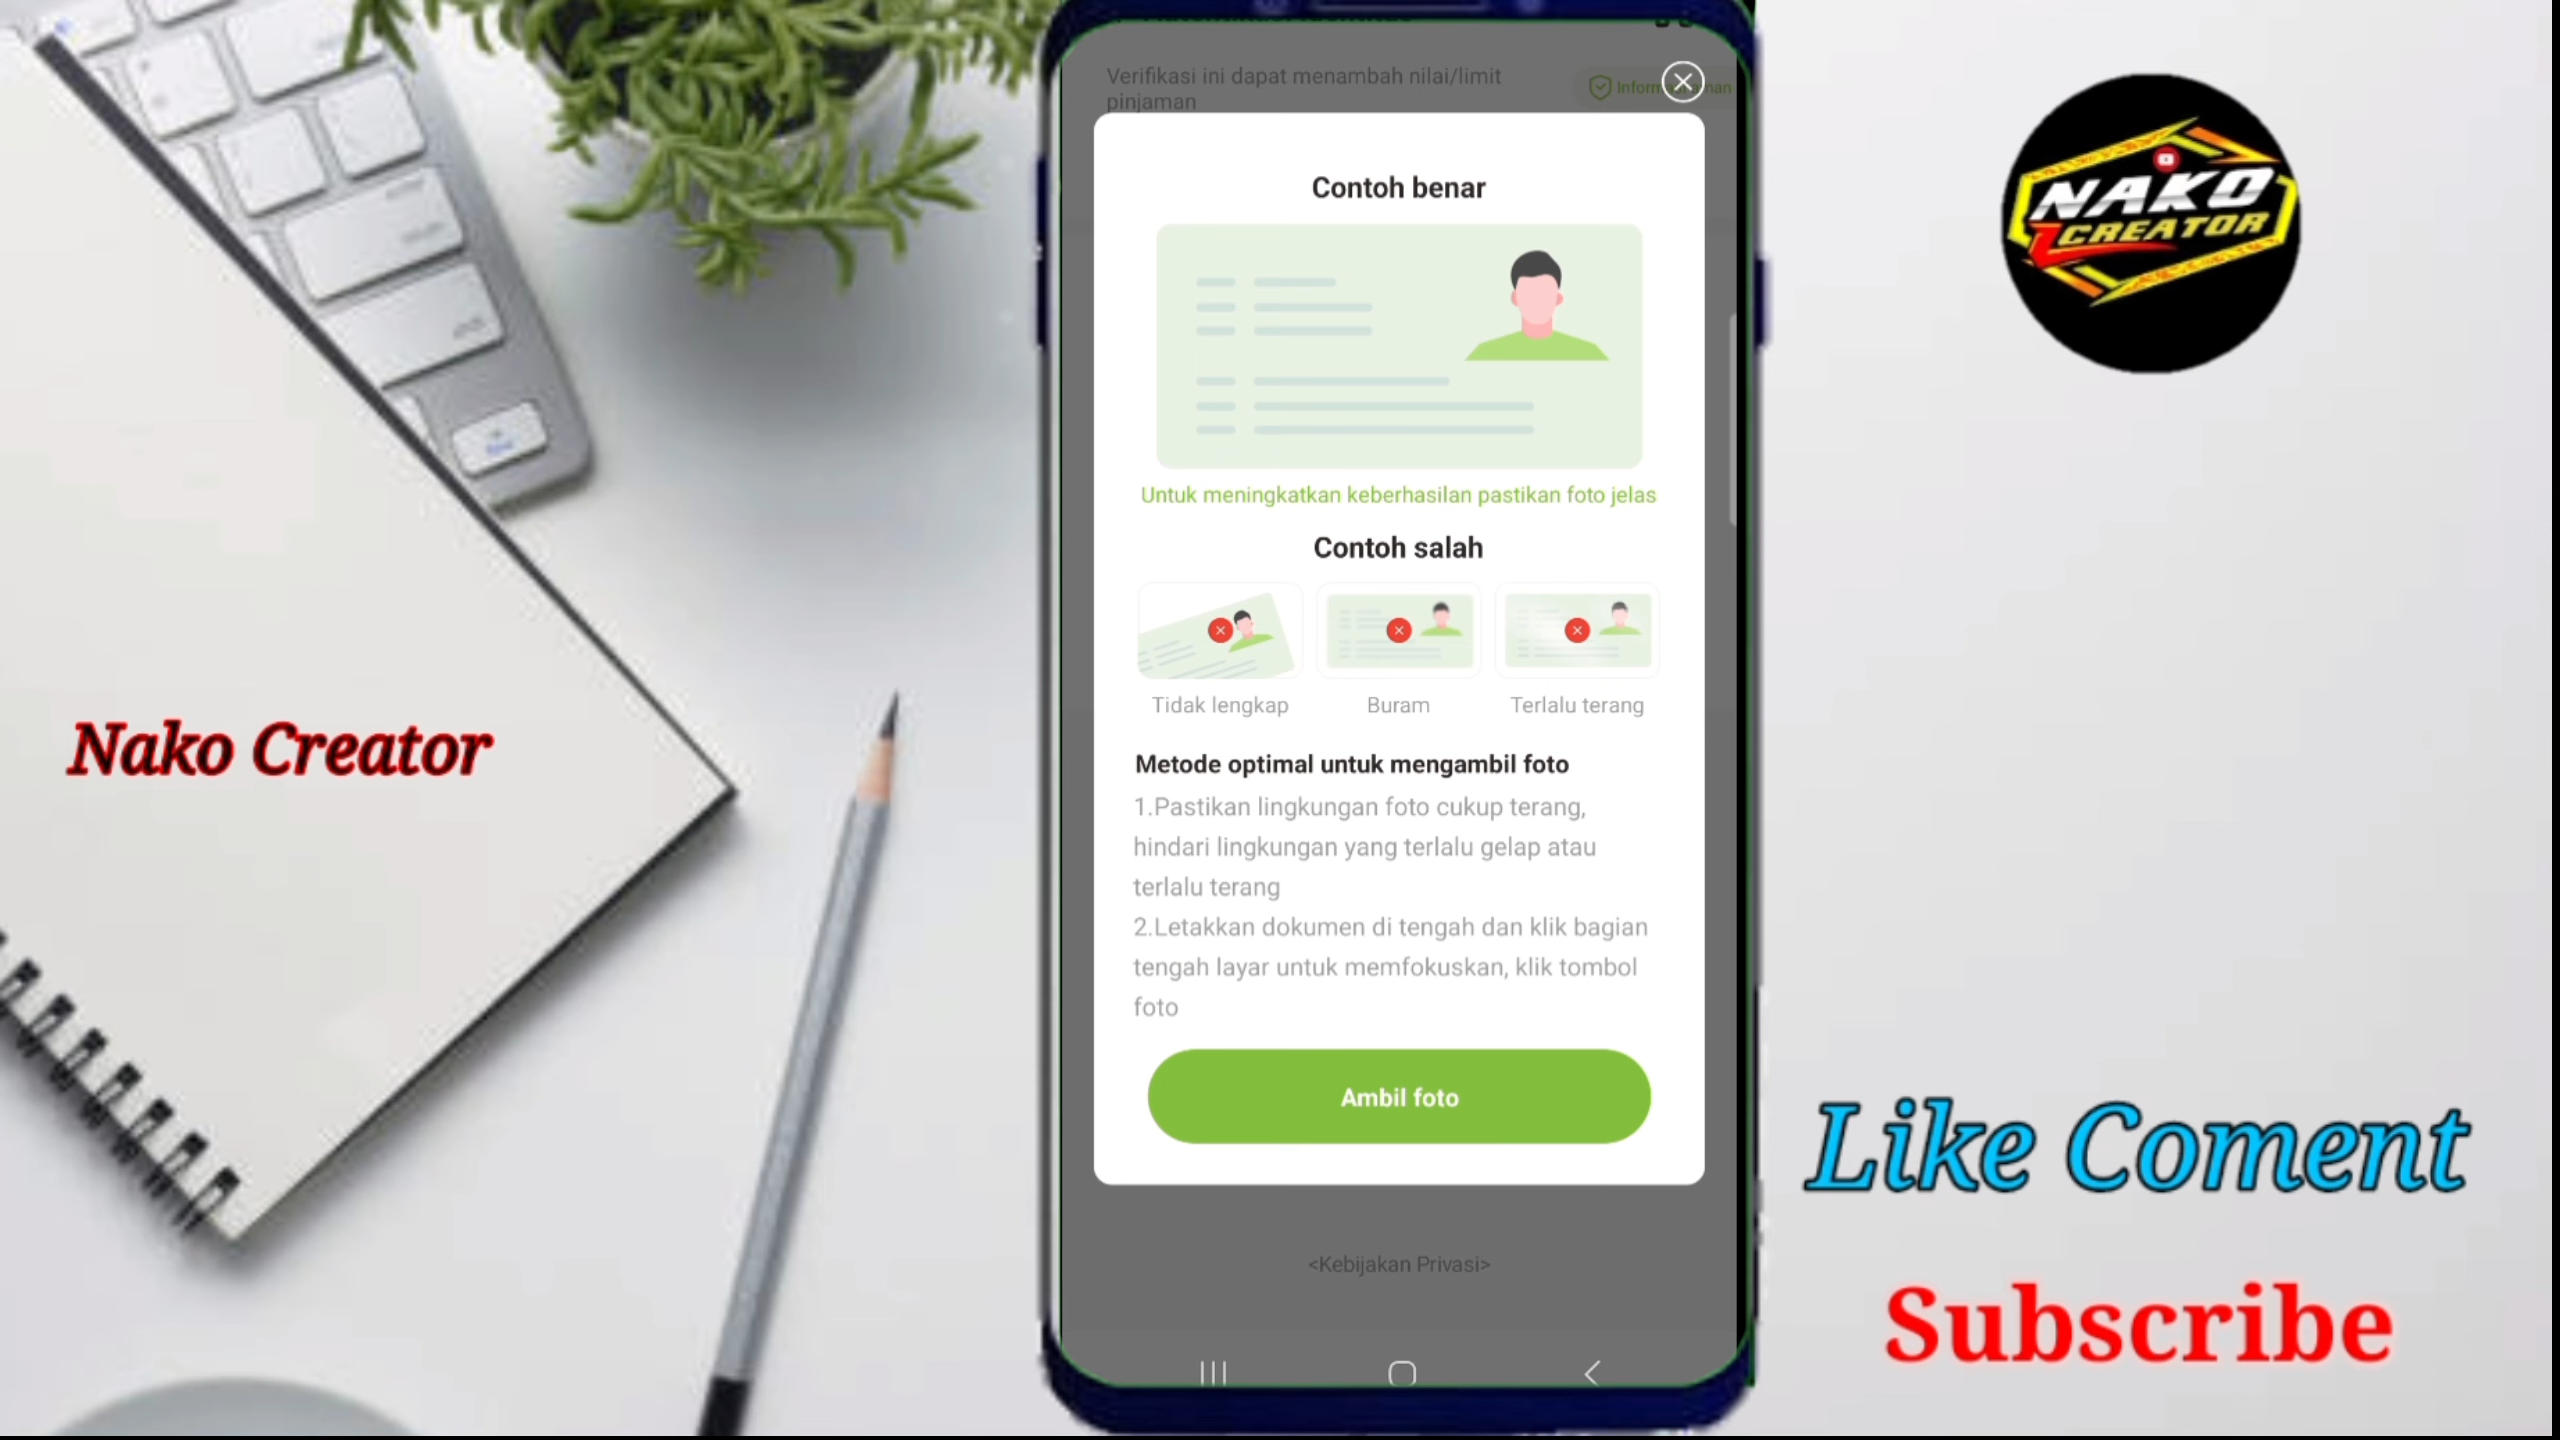 Verifikasi ini dapat menambah nilai/limit
pinjaman
Contoh benar
Untuk meningkatkan keberhasilan pastikan foto jelas
Contoh salah
Tidak lengkap
Buram
Terlalu terang
Metode optimal untuk mengambil foto
1.Pastikan lingkungan foto cukup terang,
hindari lingkungan yang terlalu gelap atau
terlalu terang
2.Letakkan dokumen di tengah dan klik bagian
tengah layar untuk memfokuskan, klik tombol
foto
Ambil foto
<Kebijakan Privasi>
Nako Creator
NAKO
CREATOR
Like Coment
Subscribe